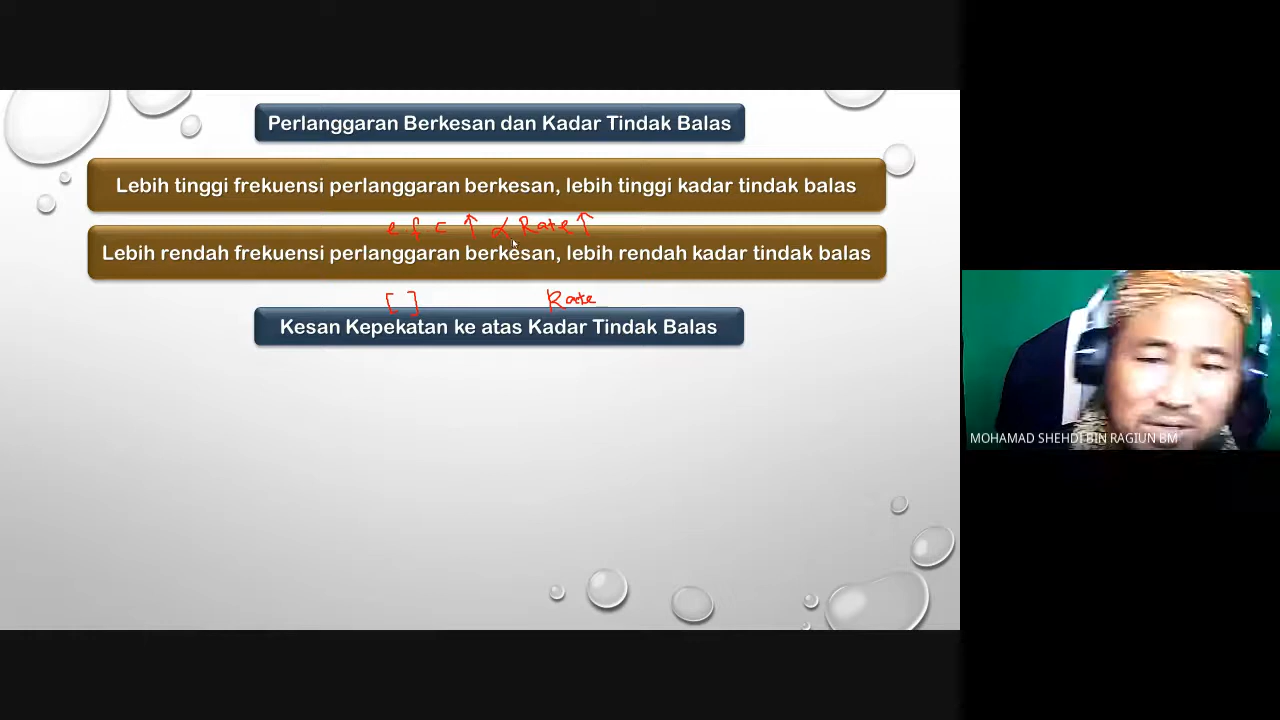 Perlanggaran Berkesan dan Kadar Tindak Balas
Lebih tinggi frekuensi perlanggaran berkesan, lebih tinggi kadar tindak balas
e f c ↑ ∝ Rate ↑
Lebih rendah frekuensi perlanggaran berkesan, lebih rendah kadar tindak balas
[ ] Rate
Kesan Kepekatan ke atas Kadar Tindak Balas
MOHAMAD SHEHDI BIN RAGIUN BM